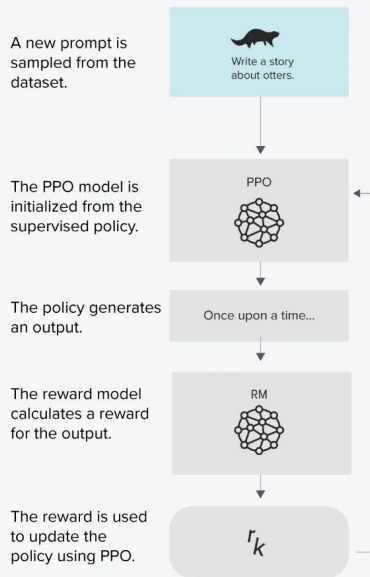 A new prompt is
sampled from the
dataset.
Write a story
about otters.
The PPO model is
initialized from the
supervised policy.
PPO
The policy generates
an output.
Once upon a time...
The reward model
calculates a reward
for the output.
RM
The reward is used
to update the
policy using PPO.
rk